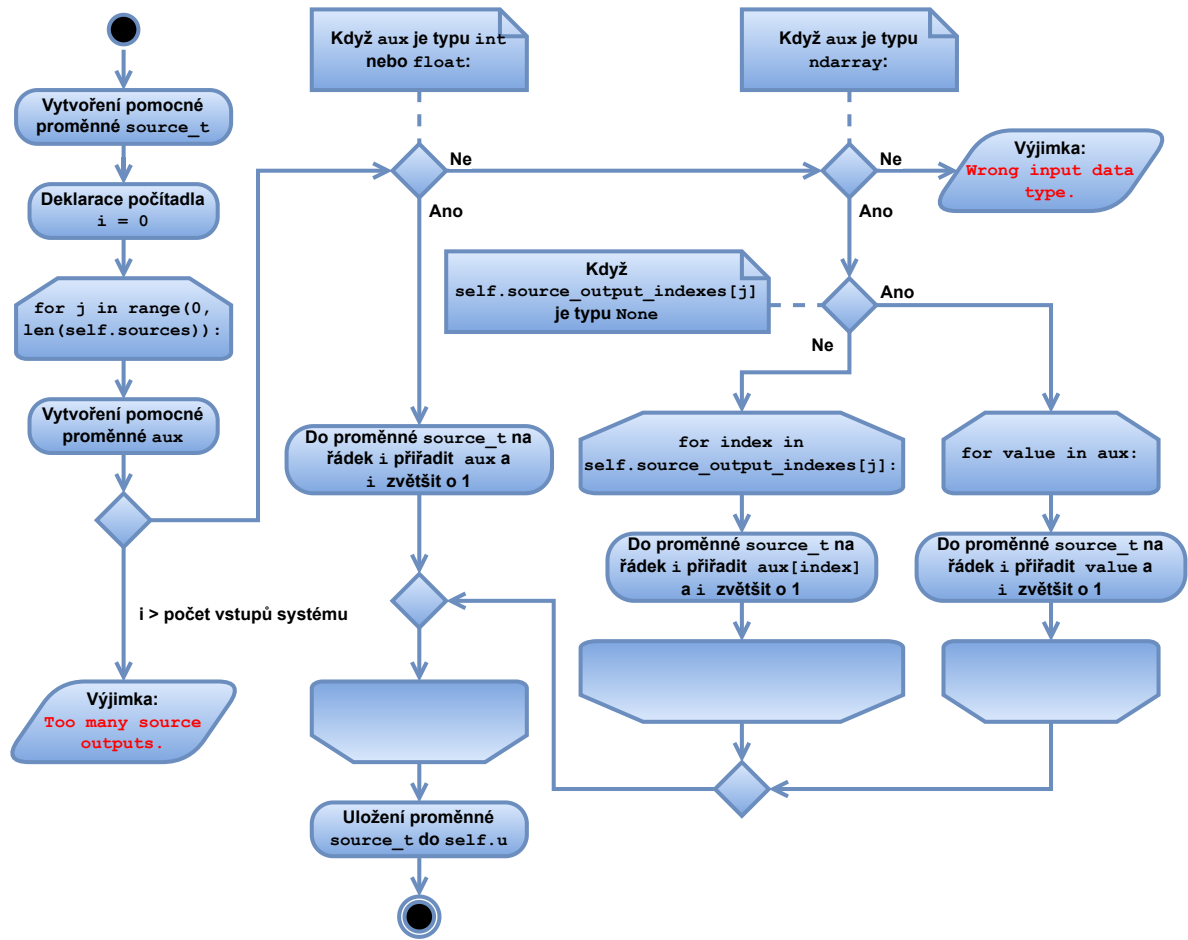 Vytvoření pomocné
proměnné source_t
Deklarace počítadla
i = 0
for j in range(0,
len(self.sources)):
Vytvoření pomocné
proměnné aux
i > počet vstupů systému
Výjimka:
Too many source
outputs.
Když aux je typu int
nebo float:
Ne
Ano
Do proměnné source_t na
řádek i přiřadit aux a
i zvětšit o 1
Uložení proměnné
source_t do self.u
Když aux je typu
ndarray:
Ne
Výjimka:
Wrong input data
type.
Ano
Když
self.source_output_indexes[j]
je typu None
Ano
Ne
for index in
self.source_output_indexes[j]:
Do proměnné source_t na
řádek i přiřadit aux[index]
a i zvětšit o 1
for value in aux:
Do proměnné source_t na
řádek i přiřadit value a
i zvětšit o 1